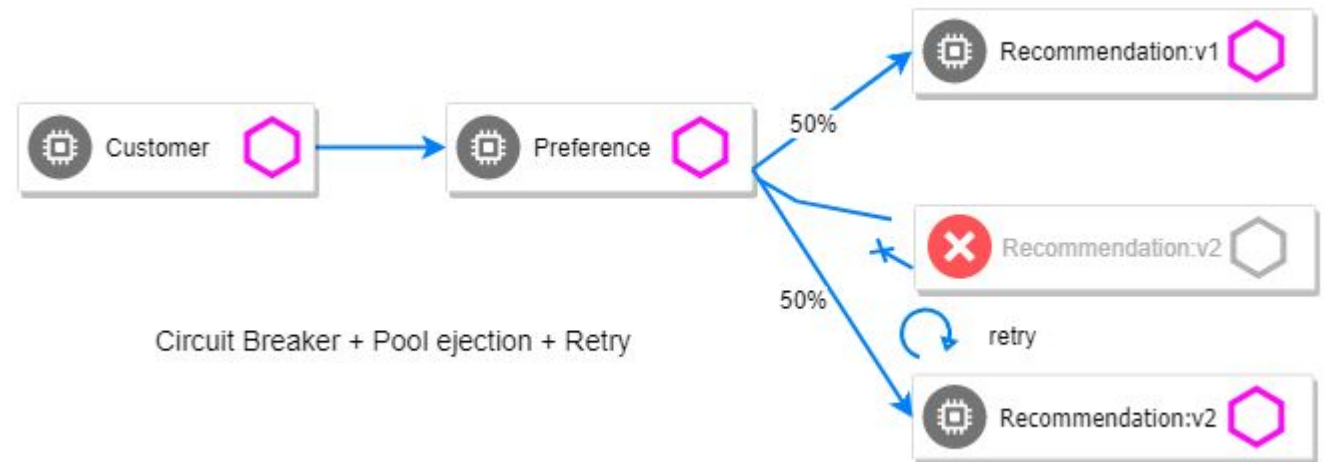 Recommendation:v1
50%
Customer
Preference
Recommendation:v2
50%
retry
Circuit Breaker + Pool ejection + Retry
Recommendation:v2